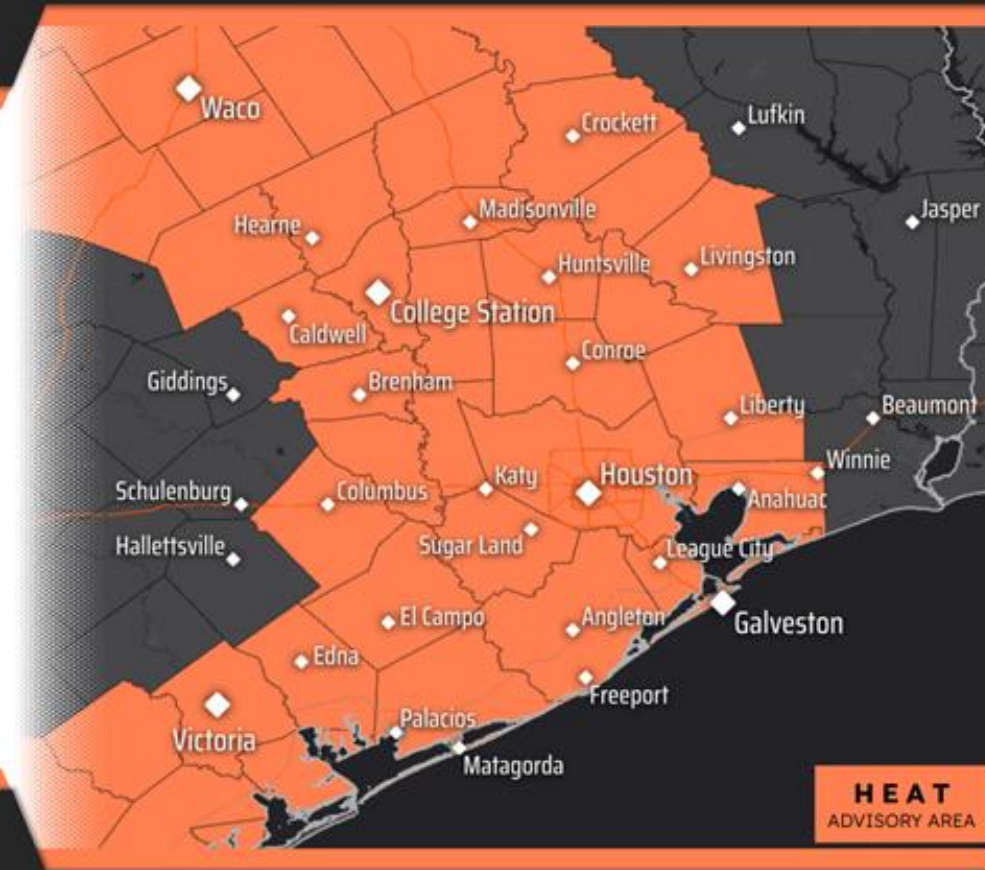 Waco
Crockett
Lufkin
Hearne
Madisonville
Jasper
Huntsville
Livingston
College Station
Caldwell
Conroe
Giddings
Brenham
Liberty
Beaumont
Winnie
Schulenburg
Columbus
Katy
Houston
Anahuac
Hallettsville
Sugar Land
League City
El Campo
Angleton
Galveston
Edna
Freeport
Victoria
Palacios
Matagorda
HEAT
ADVISORY AREA